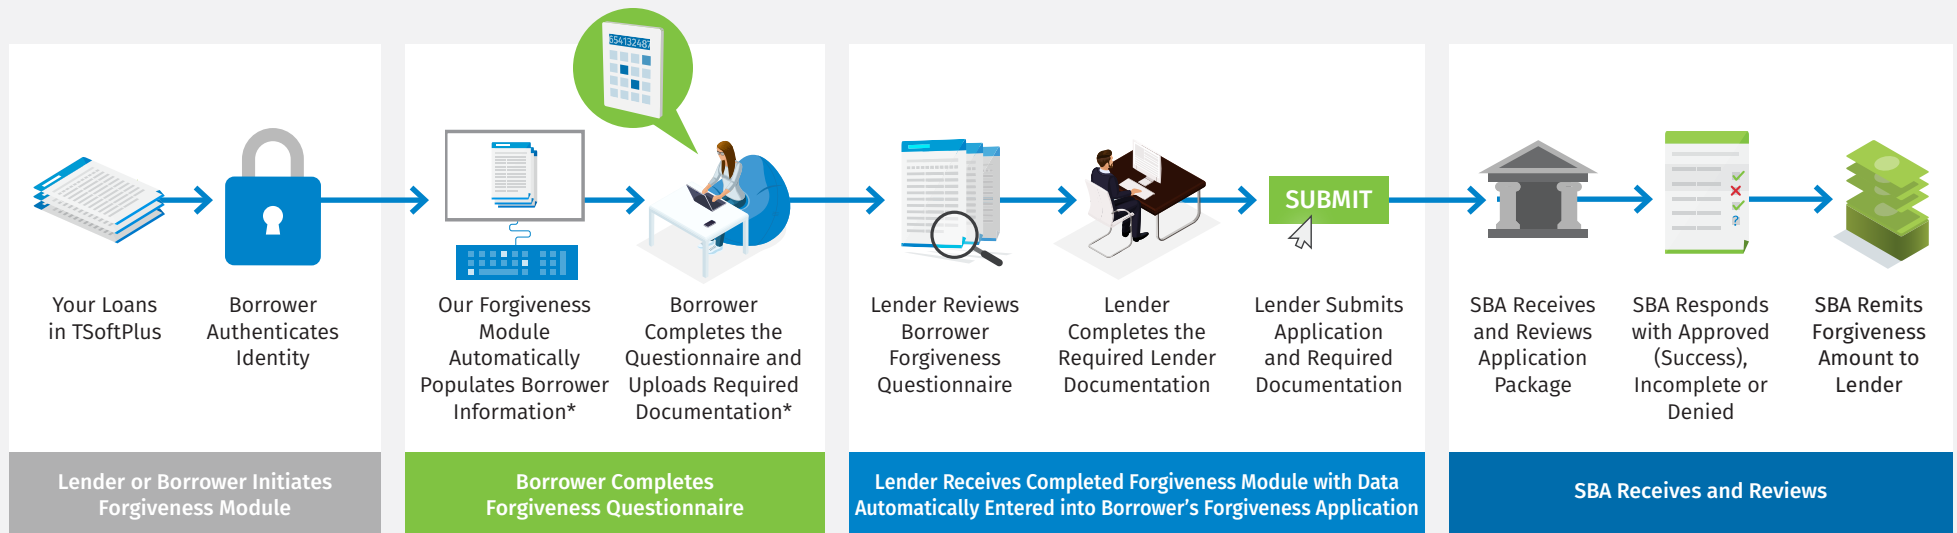 654132487
Your Loans
in TSoftPlus
Borrower
Authenticates
Identity
Our Forgiveness
Module
Automatically
Populates Borrower
Information*
Borrower
Completes the
Questionnaire and
Uploads Required
Documentation*
Lender Reviews
Borrower
Forgiveness
Questionnaire
Lender
Completes the
Required Lender
Documentation
SUBMIT
Lender Submits
Application
and Required
Documentation
SBA Receives
and Reviews
Application
Package
SBA Responds
with Approved
(Success),
Incomplete or
Denied
SBA Remits
Forgiveness
Amount to
Lender
Lender or Borrower Initiates
Forgiveness Module
Borrower Completes
Forgiveness Questionnaire
Lender Receives Completed Forgiveness Module with Data
Automatically Entered into Borrower's Forgiveness Application
SBA Receives and Reviews